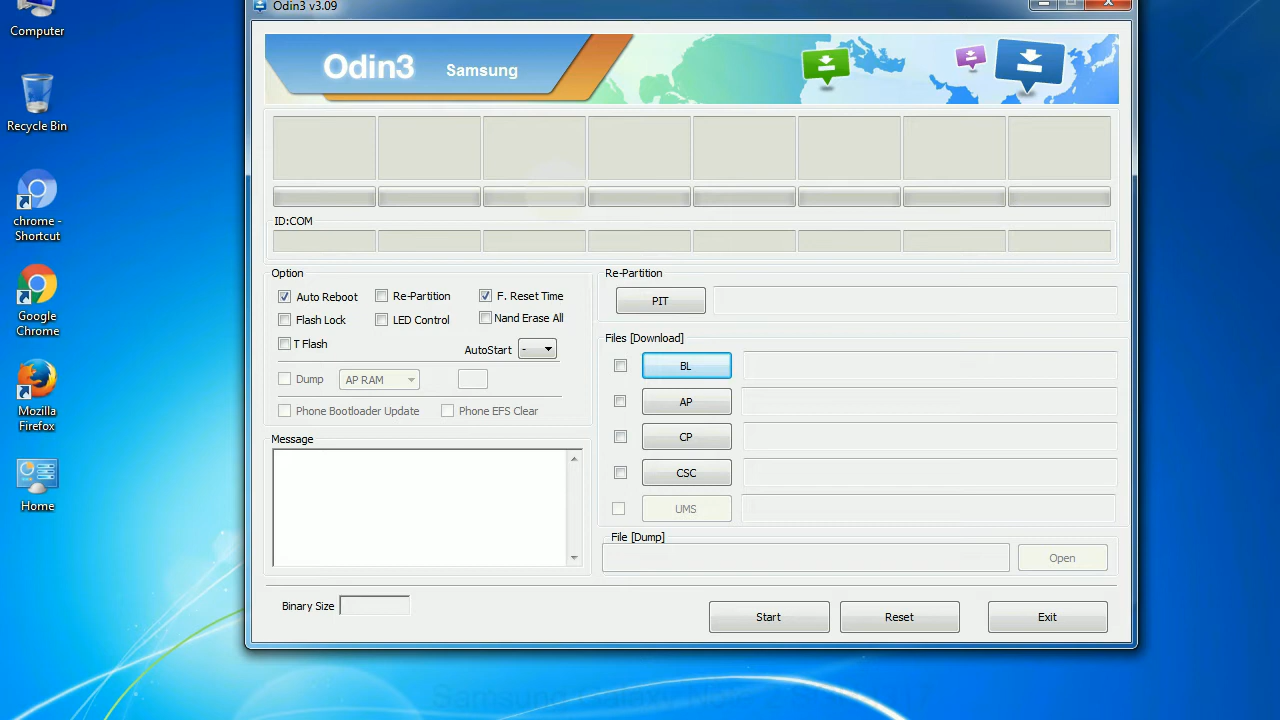 Odin3 v3.09
Computer
Recycle Bin
chrome -
Shortcut
Google
Chrome
Mozilla
Firefox
Home
Odin3 Samsung
ID:COM
Option
Auto Reboot
Re-Partition
F. Reset Time
Flash Lock
LED Control
Nand Erase All
T Flash
AutoStart -
Dump
AP RAM
Phone Bootloader Update
Phone EFS Clear
Message
Re-Partition
PIT
Files [Download]
BL
AP
CP
CSC
UMS
File [Dump]
Open
Binary Size
Start
Reset
Exit
Samsung Galaxy Note